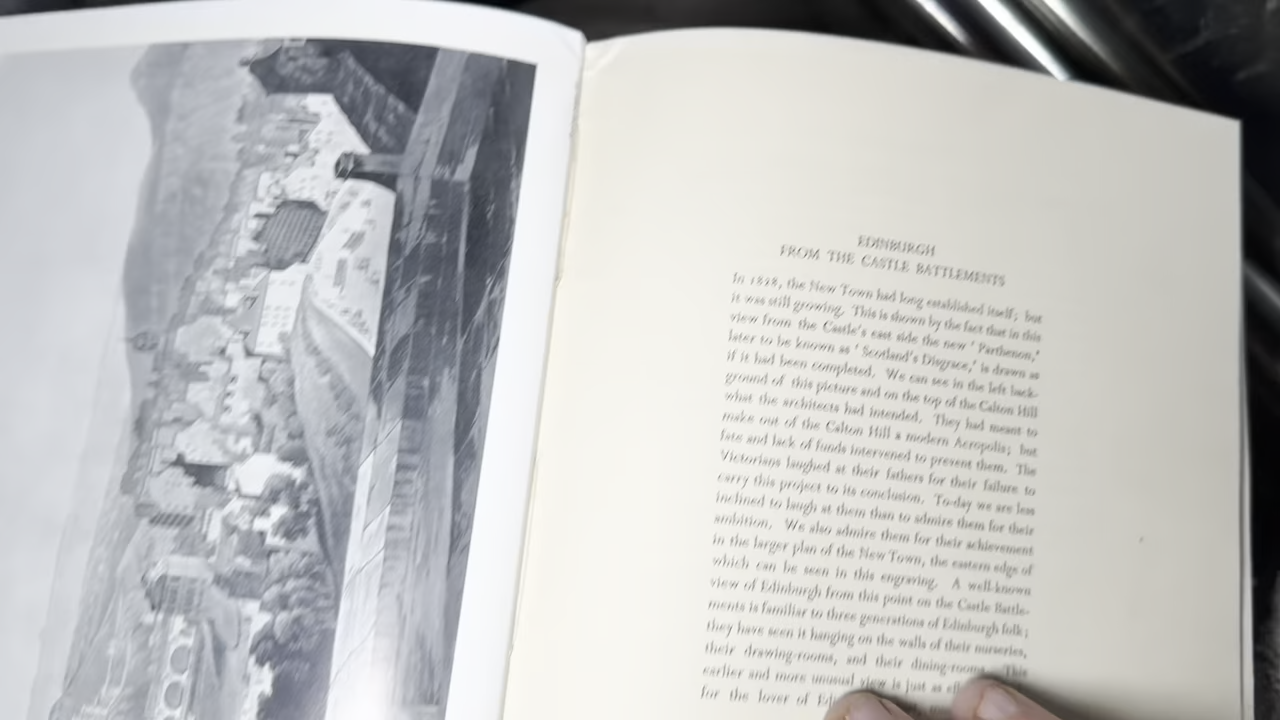 EDINBURGH
FROM THE CASTLE BATTLEMENTS
In 1828, the New Town had long established itself; but
it was still growing. This is shown by the fact that in this
view from the Castle's east side the new ' Parthenon,'
later to be known as ' Scotland's Disgrace,' is drawn as
if it had been completed. We can see in the left back-
ground of this picture and on the top of the Calton Hill
what the architects had intended. They had meant to
make out of the Calton Hill a modern Acropolis; but
fate and lack of funds intervened to prevent them. The
Victorians laughed at their fathers for their failure to
carry this project to its conclusion. To-day we are less
inclined to laugh at them than to admire them for their
ambition. We also admire them for their achievement
in the larger plan of the New Town, the eastern edge of
which can be seen in this engraving. A well-known
view of Edinburgh from this point on the Castle Battle-
ments is familiar to three generations of Edinburgh folk;
they have seen it hanging on the walls of their nurseries,
their drawing-rooms, and their dining-rooms. This
earlier and more unusual view is just as
for the lover of